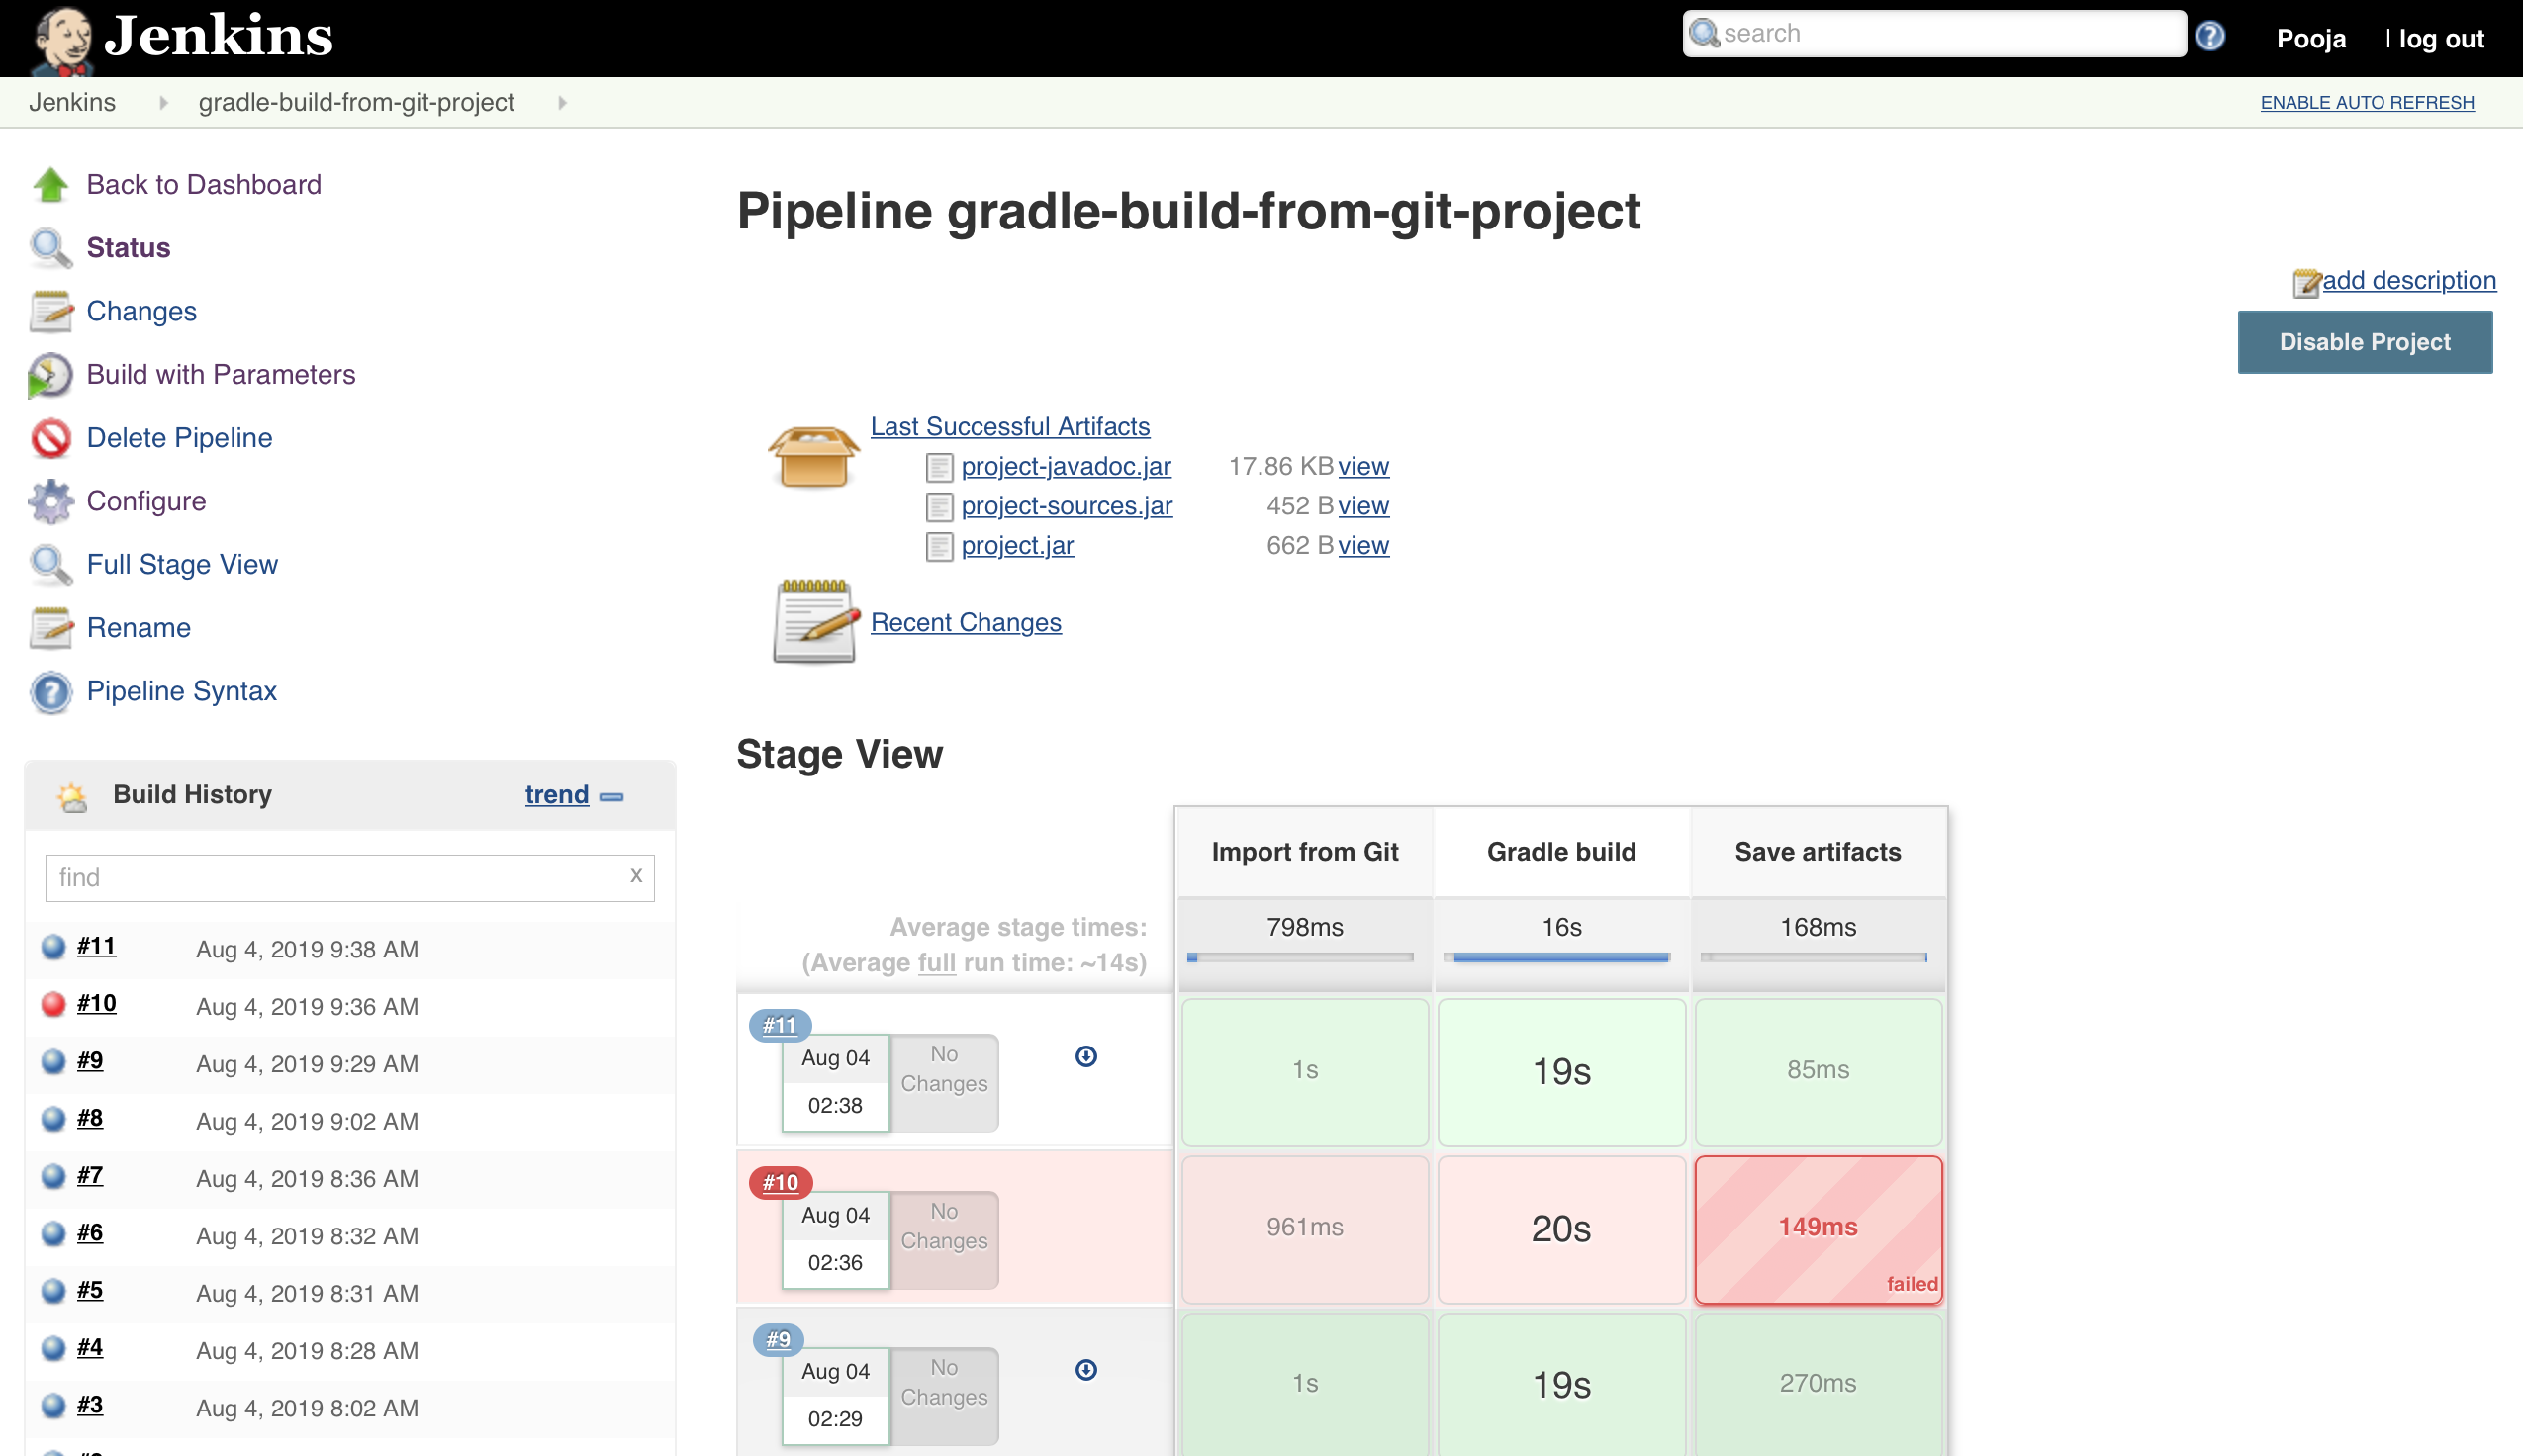 Jenkins
search
Pooja
| log out
Jenkins
gradle-build-from-git-project
ENABLE AUTO REFRESH
Back to Dashboard
Status
Changes
Build with Parameters
Delete Pipeline
Configure
Full Stage View
Rename
Pipeline Syntax
Build History
trend
find
x
#11 Aug 4, 2019 9:38 AM
#10 Aug 4, 2019 9:36 AM
#9 Aug 4, 2019 9:29 AM
#8 Aug 4, 2019 9:02 AM
#7 Aug 4, 2019 8:36 AM
#6 Aug 4, 2019 8:32 AM
#5 Aug 4, 2019 8:31 AM
#4 Aug 4, 2019 8:28 AM
#3 Aug 4, 2019 8:02 AM
Pipeline gradle-build-from-git-project
add description
Disable Project
Last Successful Artifacts
project-javadoc.jar 17.86 KB view
project-sources.jar 452 B view
project.jar 662 B view
Recent Changes
Stage View
Import from Git
Gradle build
Save artifacts
Average stage times:
(Average full run time: ~14s)
798ms
16s
168ms
#11
Aug 04
02:38
No
Changes
1s
19s
85ms
#10
Aug 04
02:36
No
Changes
961ms
20s
149ms
failed
#9
Aug 04
02:29
No
Changes
1s
19s
270ms